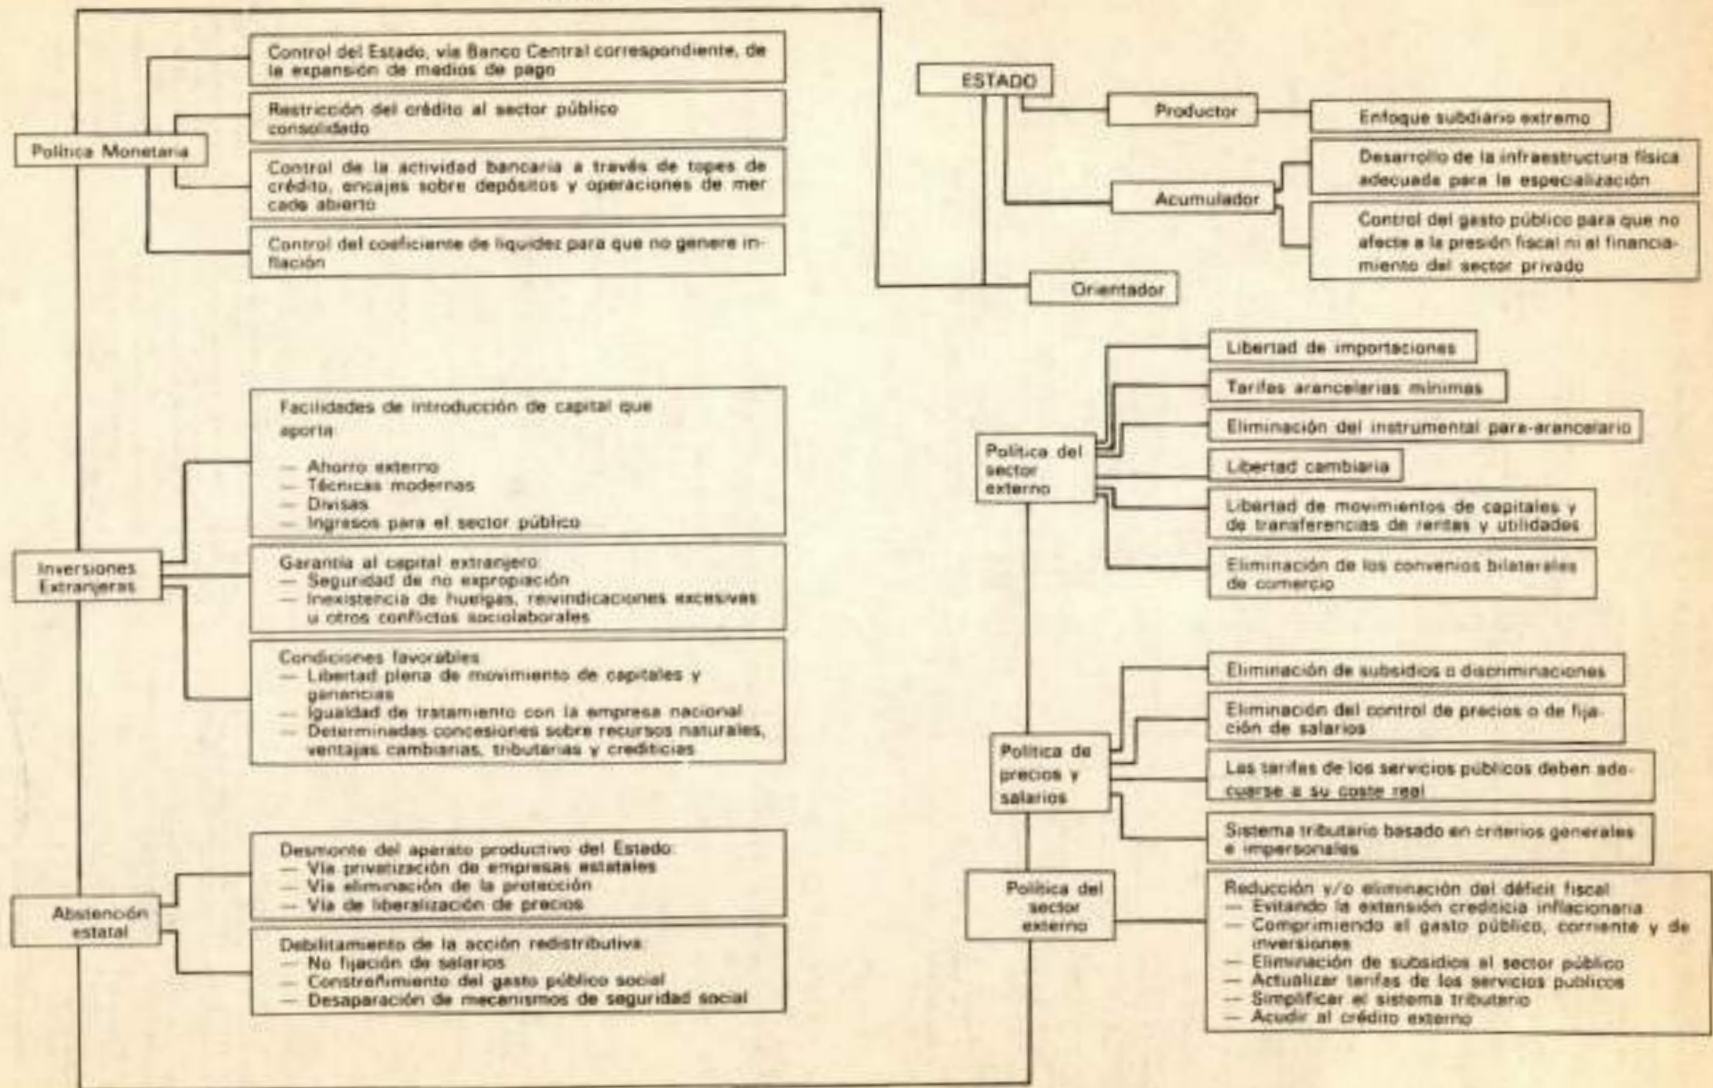 Control del Estado, vía Banco Central correspondiente, de
la expansión de medios de pago
Restricción del crédito al sector público
consolidado
Política Monetaria
Control de la actividad bancaria a través de topes de
crédito, encajes sobre depósitos y operaciones de mer
cado abierto
Control del coeficiente de liquidez para que no genere in-
flación
ESTADO
Productor
Enfoque subdiario extremo
Acumulador
Desarrollo de la infraestructura física
adecuada para la especialización
Control del gasto público para que no
afecte a la presión fiscal ni al financia-
miento del sector privado
Orientador
Inversiones
Extranjeras
Facilidades de introducción de capital que
aporta:
— Ahorro externo
— Técnicas modernas
— Divisas
— Ingresos para el sector público
Garantía al capital extranjero:
— Seguridad de no expropiación
— Inexistencia de huelgas, reivindicaciones excesivas
u otros conflictos sociolaborales
Condiciones favorables
— Libertad plena de movimiento de capitales y
ganancias
— Igualdad de tratamiento con la empresa nacional
— Determinadas concesiones sobre recursos naturales,
ventajas cambiarias, tributarias y crediticias
Abstención
estatal
Desmonte del aparato productivo del Estado:
— Vía privatización de empresas estatales
— Vía eliminación de la protección
— Vía de liberalización de precios
Debilitamiento de la acción redistributiva:
— No fijación de salarios
— Constreñimiento del gasto público social
— Desaparación de mecanismos de seguridad social
Política del
sector
externo
Libertad de importaciones
Tarifas arancelarias mínimas
Eliminación del instrumental para-arancelario
Libertad cambiaria
Libertad de movimientos de capitales y
de transferencias de rentas y utilidades
Eliminación de los convenios bilaterales
de comercio
Política de
precios y
salarios
Eliminación de subsidios o discriminaciones
Eliminación del control de precios o de fija-
ción de salarios
Las tarifas de los servicios públicos deben ade-
cuarse a su coste real
Sistema tributario basado en criterios generales
e impersonales
Política del
sector
externo
Reducción y/o eliminación del déficit fiscal
— Evitando la extensión crediticia inflacionaria
— Comprimiendo el gasto público, corriente y de
inversiones
— Eliminación de subsidios al sector público
— Actualizar tarifas de los servicios publicos
— Simplificar el sistema tributario
— Acudir al crédito externo